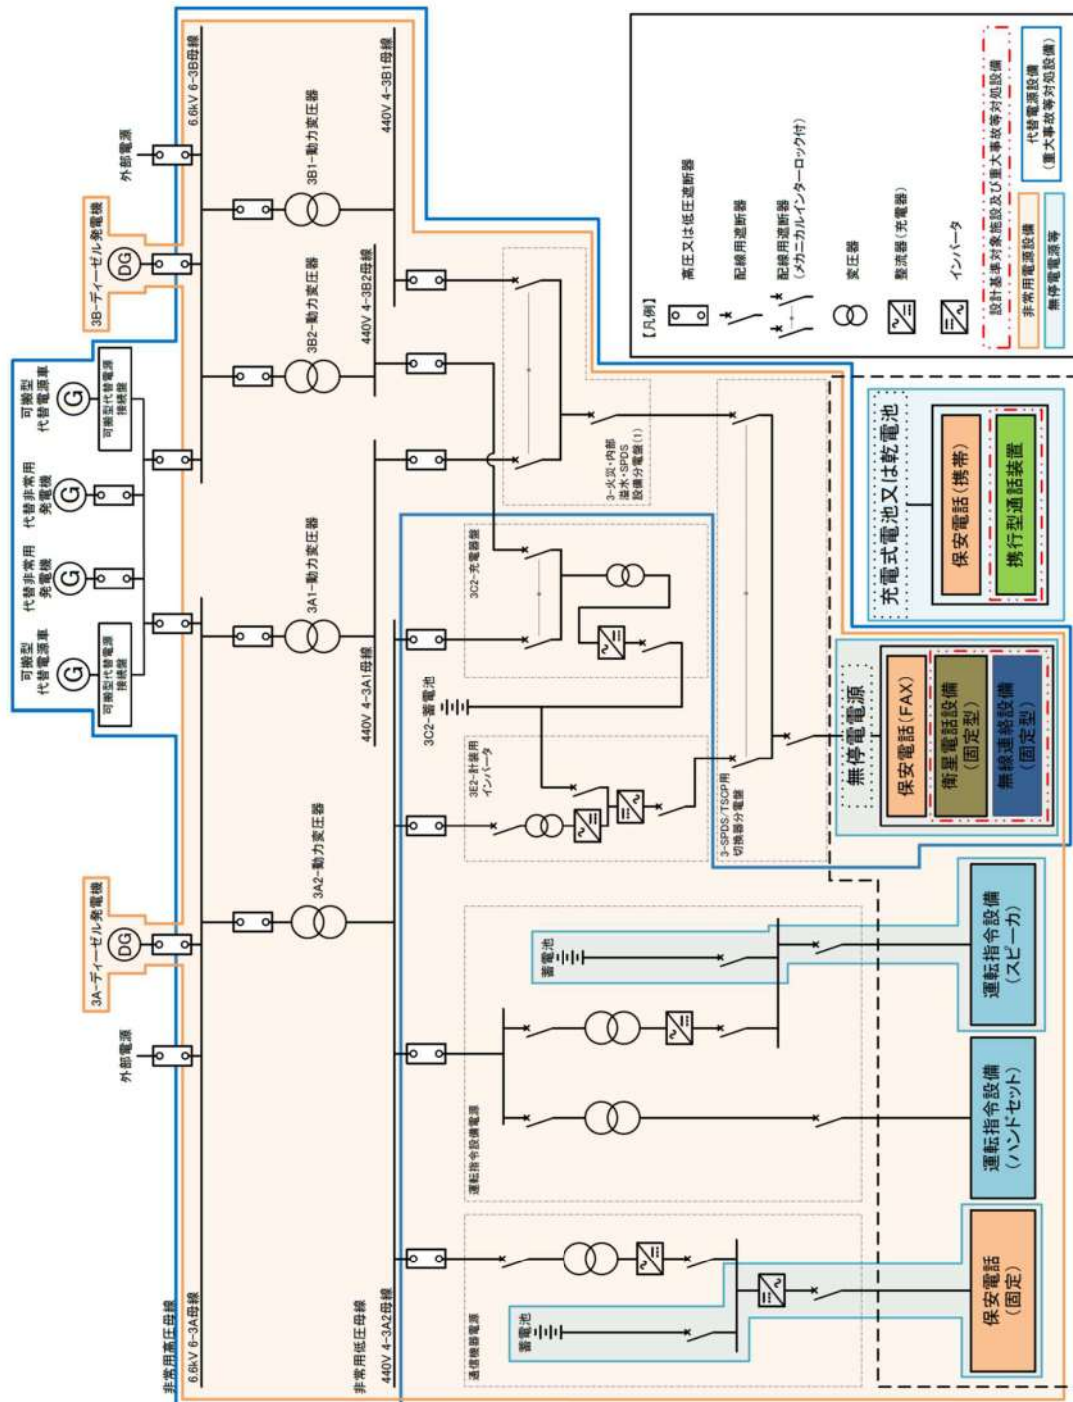 外部電源
3A-ディーゼル発電機
DG
可搬型
代替電源車
G
可搬型代替電源
接続盤
代替非常用
発電機
G
代替非常用
発電機
G
可搬型
代替電源車
G
可搬型代替電源
接続盤
3B-ディーゼル発電機
DG
外部電源
非常用高圧母線
6.6kV 6-3A母線
6.6kV 6-3B母線
3A2-動力変圧器
3A1-動力変圧器
3B2-動力変圧器
3B1-動力変圧器
非常用低圧母線
440V 4-3A2母線
440V 4-3A1母線
440V 4-3B2母線
440V 4-3B1母線
通信機器電源
蓄電池
運転指令設備電源
蓄電池
3E2-計装用
インバータ
3C2-蓄電池
3C2-充電器盤
3-火災・内部
溢水・SPDS
設備分電盤(1)
3-SPDS/TSCP用
切換器分電盤
保安電話
(固定)
運転指令設備
(ハンドセット)
運転指令設備
(スピーカ)
無停電電源
保安電話(FAX)
衛星電話設備
(固定型)
無線連絡設備
(固定型)
充電式電池又は乾電池
保安電話(携帯)
携行型通話装置
【凡例】
高圧又は低圧遮断器
配線用遮断器
配線用遮断器
(メカニカルインターロック付)
変圧器
整流器(充電器)
インバータ
設計基準対象施設及び重大事故等対処設備
非常用電源設備
無停電電源等
代替電源設備
(重大事故等対処設備)